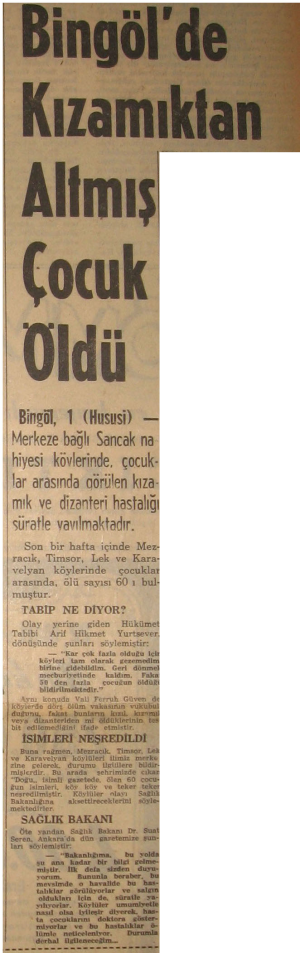 Bingöl'de
Kızamıktan
Altmış
Çocuk
Öldü
Bingöl, 1 (Hususi) —
Merkeze bağlı Sancak na-
hiyesi köylerinde, çocuk-
lar arasında görülen kıza-
mık ve dizanteri hastalığı
süratle yayılmaktadır.
Son bir hafta içinde Mez-
racık, Timsor, Lek ve Kara-
velyan köylerinde çocuklar
arasında, ölü sayısı 60 ı bul-
muştur.
TABİP NE DİYOR?
Olay yerine giden Hükümet
Tabibi Arif Hikmet Yurtsever,
dönüşünde şunları söylemiştir:
— "Kar çok fazla olduğu için
köyleri tam olarak gezemedim
birine gidebildim. Geri dönmek
mecburiyetinde kaldım. Faka
59 den fazla çocuğun öldüğü
bildirilmektedir."
Aynı konuda Vali Ferruh Güven de
köylerde dört ölüm vakasının vukubul
duğunu, fakat bunların kızıl, kızamık
veya dizanteriden mi öldüklerinin, tes
bit edilemediğini ifade etmiştir.
İSİMLERİ NEŞREDİLDİ
Buna rağmen, Mezracık, Timsor, Lek
ve Karavelyan köylüleri ilimiz merke-
zine gelerek, durumu ilgililere bildir-
mişlerdir. Bu arada şehrimizde çıkan
"Doğu" isimli gazetede, ölen 60 çocu-
ğun isimleri, köy köy ve teker teker
neşredilmiştir. Köylüler olayı Sağlık
Bakanlığına aksettireceklerini söyle-
mektedirler.
SAĞLIK BAKANI
Öte yandan Sağlık Bakanı Dr. Suat
Seren, Ankara'da dün gazetemize şun-
ları söylemiştir:
— "Bakanlığıma, bu yolda
şu ana kadar bir bilgi gelme-
miştir. İlk defa sizden duyu-
yorum. Bununla beraber, bu
mevsimde o havalide bu has-
talıklar görülüyorlar ve salgın
oldukları için de, süratle ya-
yılıyorlar. Köylüler umumiyetle
nasıl olsa iyileşir diyerek, has-
ta çocuklarını doktora göster-
miyorlar ve bu hastalıklar ö-
lümle neticeleniyor. Durumla
derhal ilgileneceğim...